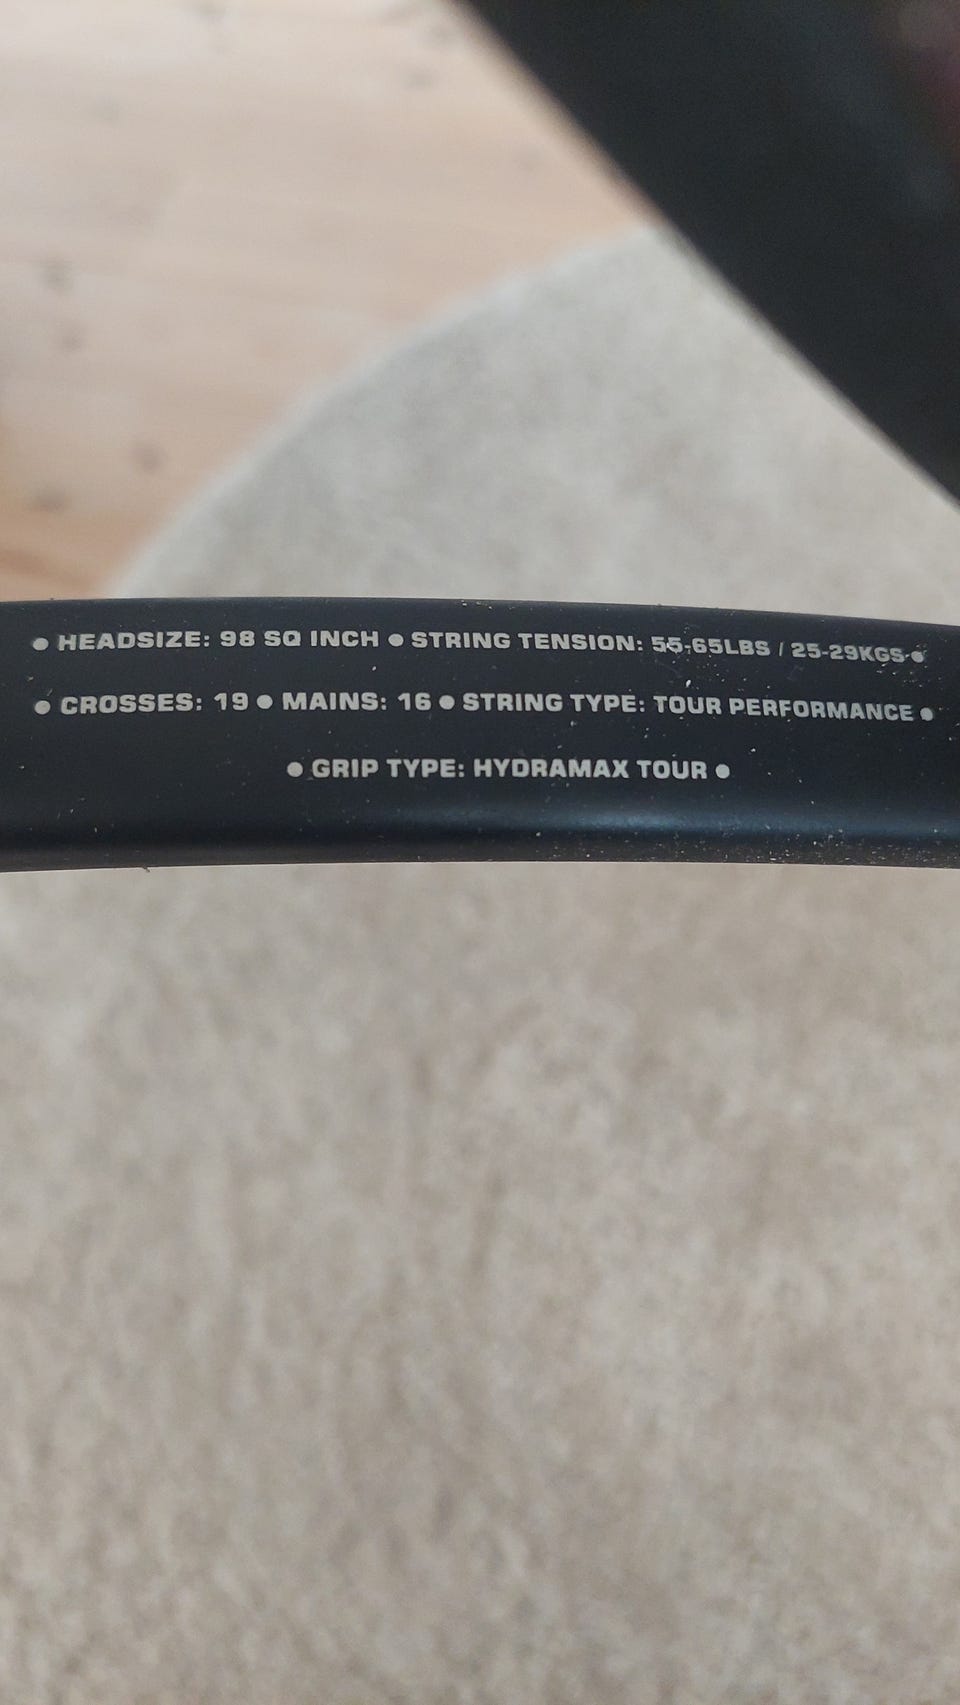 ● HEADSIZE: 98 SQ INCH ● STRING TENSION: 55-65LBS / 25-29KGS ●
● CROSSES: 19 ● MAINS: 16 ● STRING TYPE: TOUR PERFORMANCE ●
● GRIP TYPE: HYDRAMAX TOUR ●